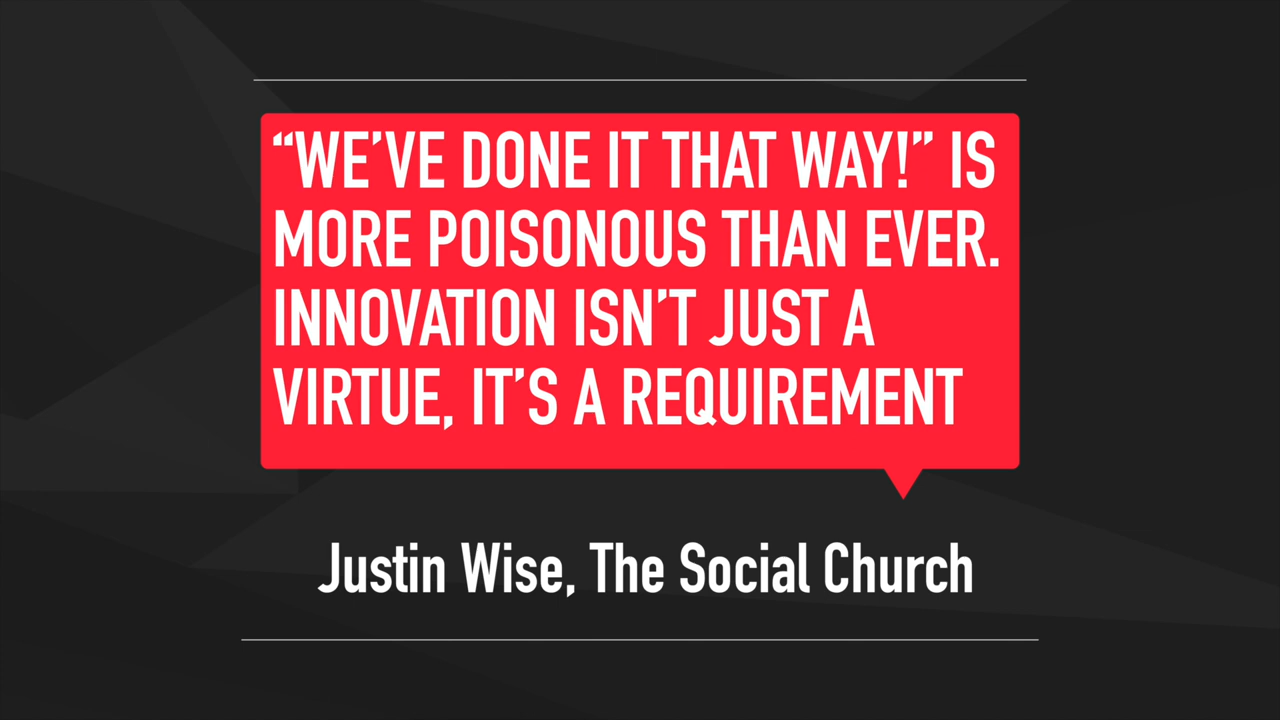 “WE’VE DONE IT THAT WAY!” IS
MORE POISONOUS THAN EVER.
INNOVATION ISN’T JUST A
VIRTUE, IT’S A REQUIREMENT
Justin Wise, The Social Church